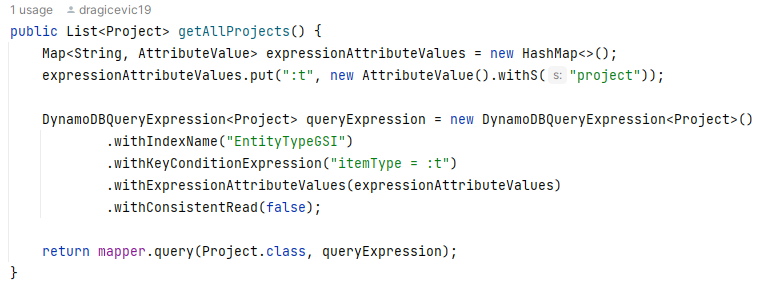 1 usage dragicevic19
public List<Project> getAllProjects() {
    Map<String, AttributeValue> expressionAttributeValues = new HashMap<>();
    expressionAttributeValues.put(":t", new AttributeValue().withS( s: "project"));

    DynamoDBQueryExpression<Project> queryExpression = new DynamoDBQueryExpression<Project>()
            .withIndexName("EntityTypeGSI")
            .withKeyConditionExpression("itemType = :t")
            .withExpressionAttributeValues(expressionAttributeValues)
            .withConsistentRead(false);

    return mapper.query(Project.class, queryExpression);
}